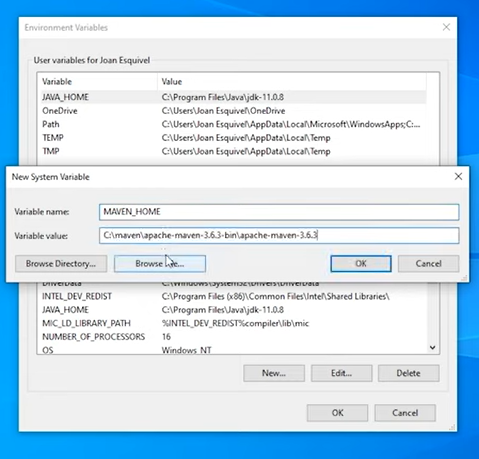 Environment Variables
User variables for Joan Esquivel
Variable Value
JAVA_HOME C:\Program Files\Java\jdk-11.0.8
OneDrive C:\Users\Joan Esquivel\OneDrive
Path C:\Users\Joan Esquivel\AppData\Local\Microsoft\WindowsApps;C:...
TEMP C:\Users\Joan Esquivel\AppData\Local\Temp
TMP C:\Users\Joan Esquivel\AppData\Local\Temp
New System Variable
Variable name: MAVEN_HOME
Variable value: C:\maven\apache-maven-3.6.3-bin\apache-maven-3.6.3
Browse Directory... Browse OK Cancel
DriverData C:\Windows\System32\Drivers\DriverData
INTEL_DEV_REDIST C:\Program Files (x86)\Common Files\Intel\Shared Libraries\
JAVA_HOME C:\Program Files\Java\jdk-11.0.8
MIC_LD_LIBRARY_PATH %INTEL_DEV_REDIST%compiler\lib\mic
NUMBER_OF_PROCESSORS 16
OS Windows_NT
New... Edit... Delete
OK Cancel